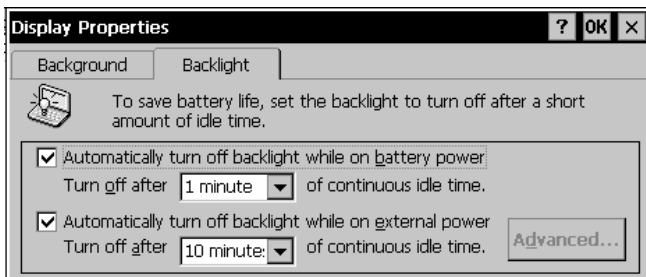 Display Properties ? OK ×
Background Backlight
To save battery life, set the backlight to turn off after a short
amount of idle time.
Automatically turn off backlight while on battery power
Turn off after 1 minute of continuous idle time.
Automatically turn off backlight while on external power
Turn off after 10 minute: of continuous idle time.
Advanced...